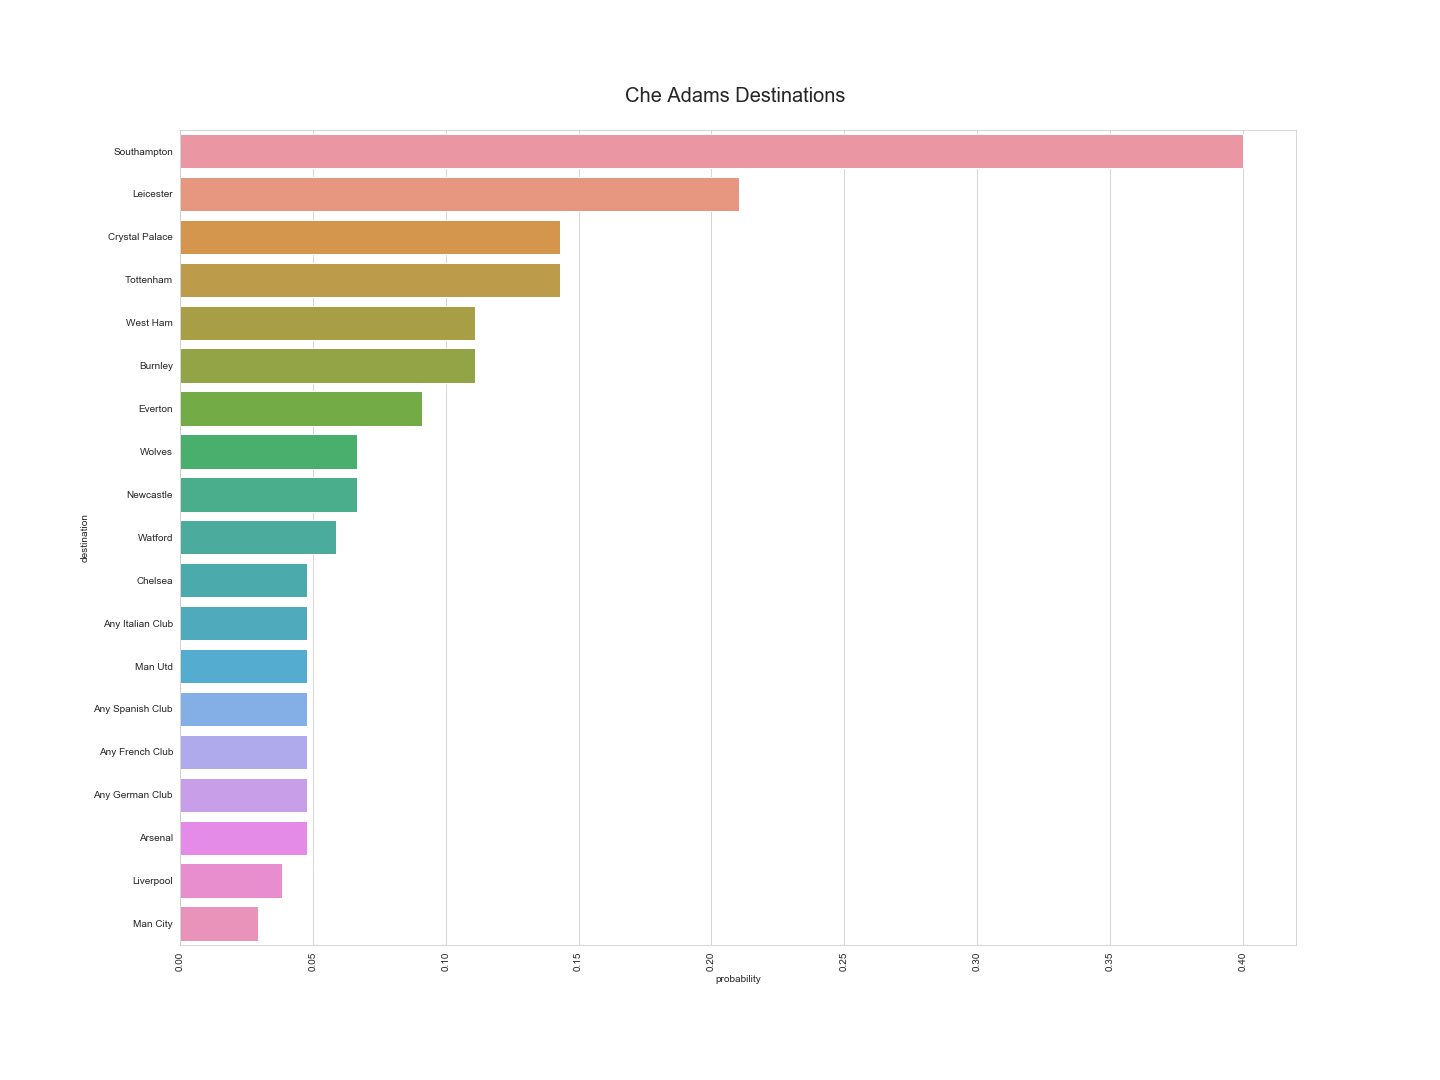 Che Adams Destinations
Southampton
Leicester
Crystal Palace
Tottenham
West Ham
Burnley
Everton
Wolves
Newcastle
Watford
Chelsea
Any Italian Club
Man Utd
Any Spanish Club
Any French Club
Any German Club
Arsenal
Liverpool
Man City
destination
0.00 0.05 0.10 0.15 0.20 0.25 0.30 0.35 0.40
probability